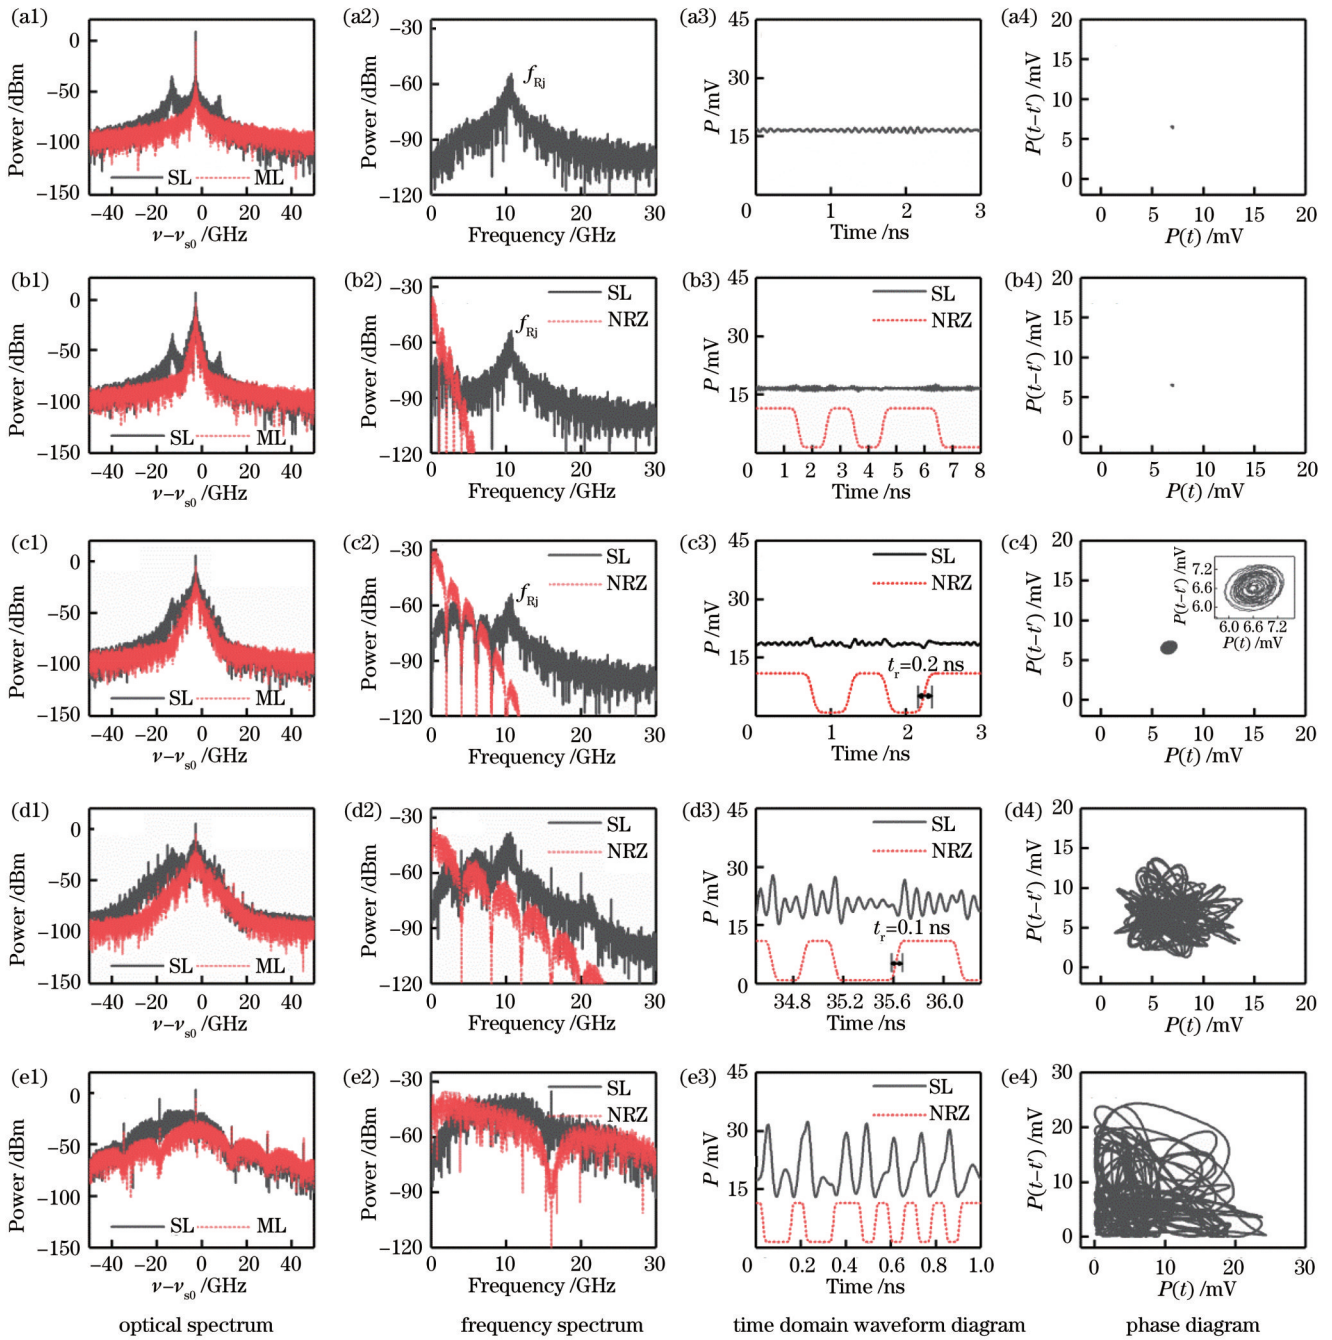 (a1)
0
−50
−100
−150
Power /dBm
SL
ML
−40 −20 0 20 40
ν−νs0 /GHz
(a2)
−30
−60
−90
−120
Power /dBm
fRj
0 10 20 30
Frequency /GHz
(a3)
45
30
15
P /mV
0 1 2 3
Time /ns
(a4)
20
15
10
5
0
P(t−t′) /mV
0 5 10 15 20
P(t) /mV
(b1)
0
−50
−100
−150
Power /dBm
SL
ML
−40 −20 0 20 40
ν−νs0 /GHz
(b2)
−30
−60
−90
−120
Power /dBm
SL
NRZ
fRj
0 10 20 30
Frequency /GHz
(b3)
45
30
15
P /mV
SL
NRZ
0 1 2 3 4 5 6 7 8
Time /ns
(b4)
20
15
10
5
0
P(t−t′) /mV
0 5 10 15 20
P(t) /mV
(c1)
0
−50
−100
−150
Power /dBm
SL
ML
−40 −20 0 20 40
ν−νs0 /GHz
(c2)
−30
−60
−90
−120
Power /dBm
SL
NRZ
fRj
0 10 20 30
Frequency /GHz
(c3)
45
30
15
0
P /mV
SL
NRZ
tr=0.2 ns
1 2 3
Time /ns
(c4)
20
15
10
5
0
P(t−t′) /mV
7.2
6.6
6.0
P(t−t′) /mV
6.0 6.6 7.2
P(t) /mV
0 5 10 15 20
P(t) /mV
(d1)
0
−50
−100
−150
Power /dBm
SL
ML
−40 −20 0 20 40
ν−νs0 /GHz
(d2)
−30
−60
−90
−120
Power /dBm
SL
NRZ
0 10 20 30
Frequency /GHz
(d3)
45
30
15
0
P /mV
SL
NRZ
tr=0.1 ns
34.8 35.2 35.6 36.0
Time /ns
(d4)
20
15
10
5
0
P(t−t′) /mV
0 5 10 15 20
P(t) /mV
(e1)
0
−50
−100
−150
Power /dBm
SL
ML
−40 −20 0 20 40
ν−νs0 /GHz
(e2)
−30
−60
−90
−120
Power /dBm
SL
NRZ
0 10 20 30
Frequency /GHz
(e3)
45
30
15
P /mV
SL
NRZ
0 0.2 0.4 0.6 0.8 1.0
Time /ns
(e4)
25
20
15
10
5
0
P(t−t′) /mV
0 10 20 30
P(t) /mV
optical spectrum
frequency spectrum
time domain waveform diagram
phase diagram